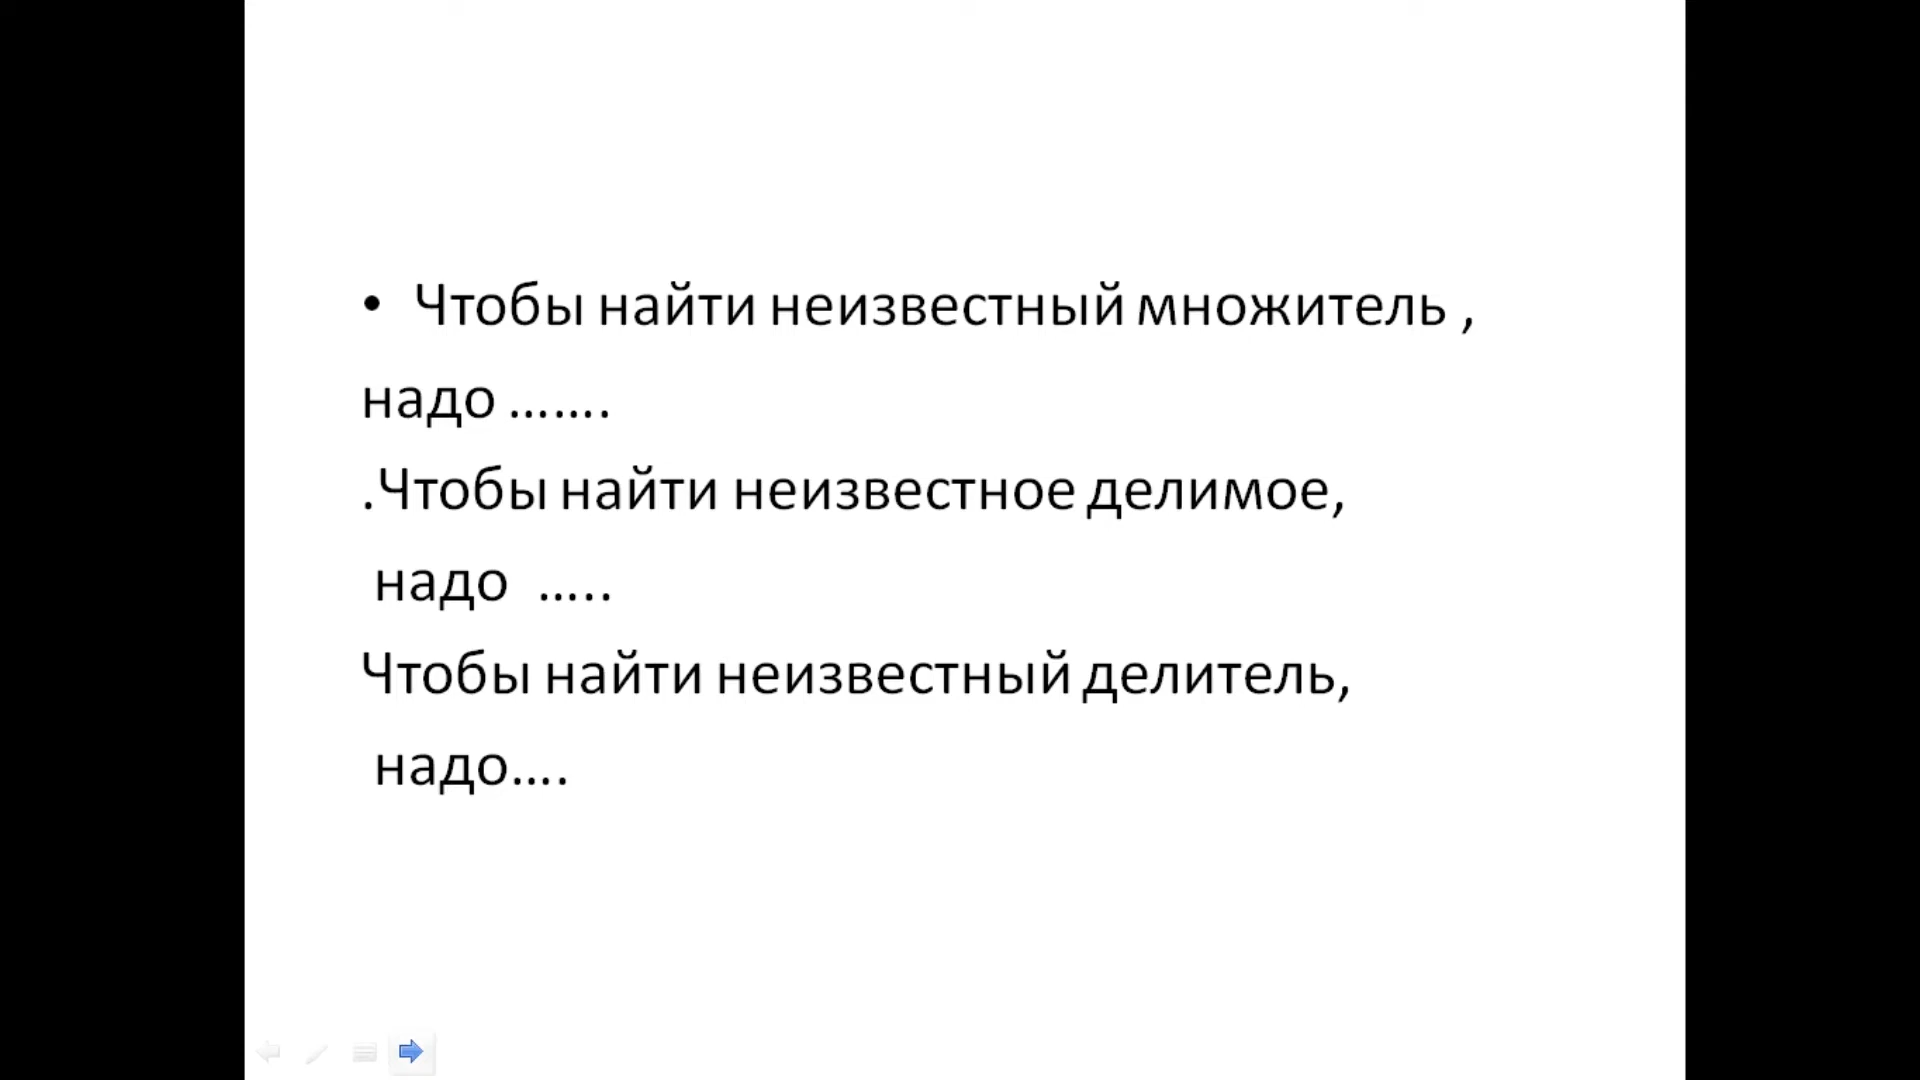 • Чтобы найти неизвестный множитель ,
надо …….
.Чтобы найти неизвестное делимое,
надо …..
Чтобы найти неизвестный делитель,
надо….